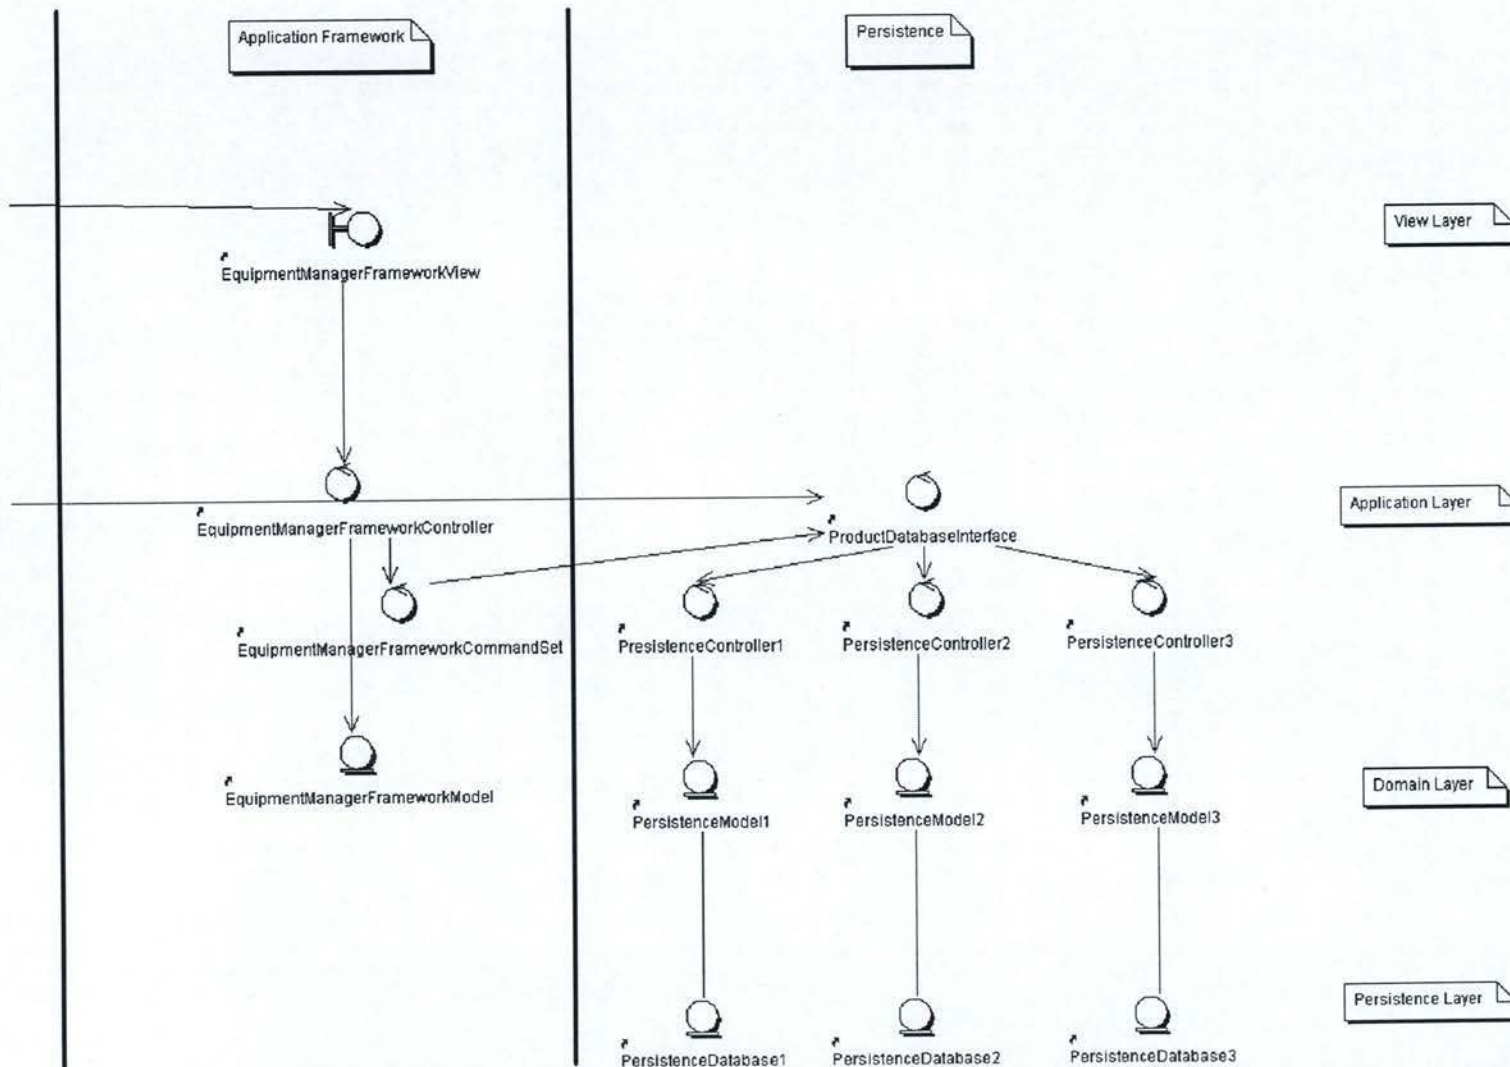 Application Framework
Persistence
View Layer
EquipmentManagerFrameworkView
Application Layer
EquipmentManagerFrameworkController
ProductDatabaseInterface
EquipmentManagerFrameworkCommandSet
PresistenceController1
PersistenceController2
PersistenceController3
Domain Layer
EquipmentManagerFrameworkModel
PersistenceModel1
PersistenceModel2
PersistenceModel3
Persistence Layer
PersistenceDatabase1
PersistenceDatabase2
PersistenceDatabase3